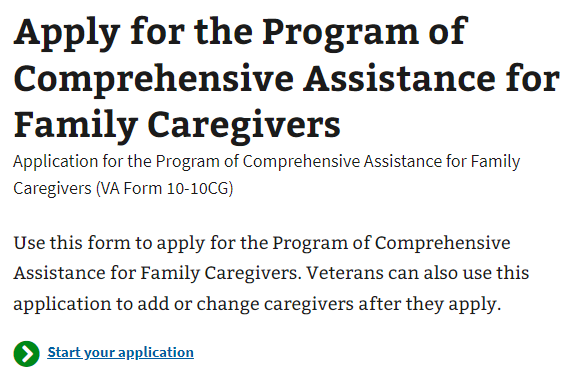 Apply for the Program of
Comprehensive Assistance for
Family Caregivers
Application for the Program of Comprehensive Assistance for Family
Caregivers (VA Form 10-10CG)
Use this form to apply for the Program of Comprehensive
Assistance for Family Caregivers. Veterans can also use this
application to add or change caregivers after they apply.
Start your application